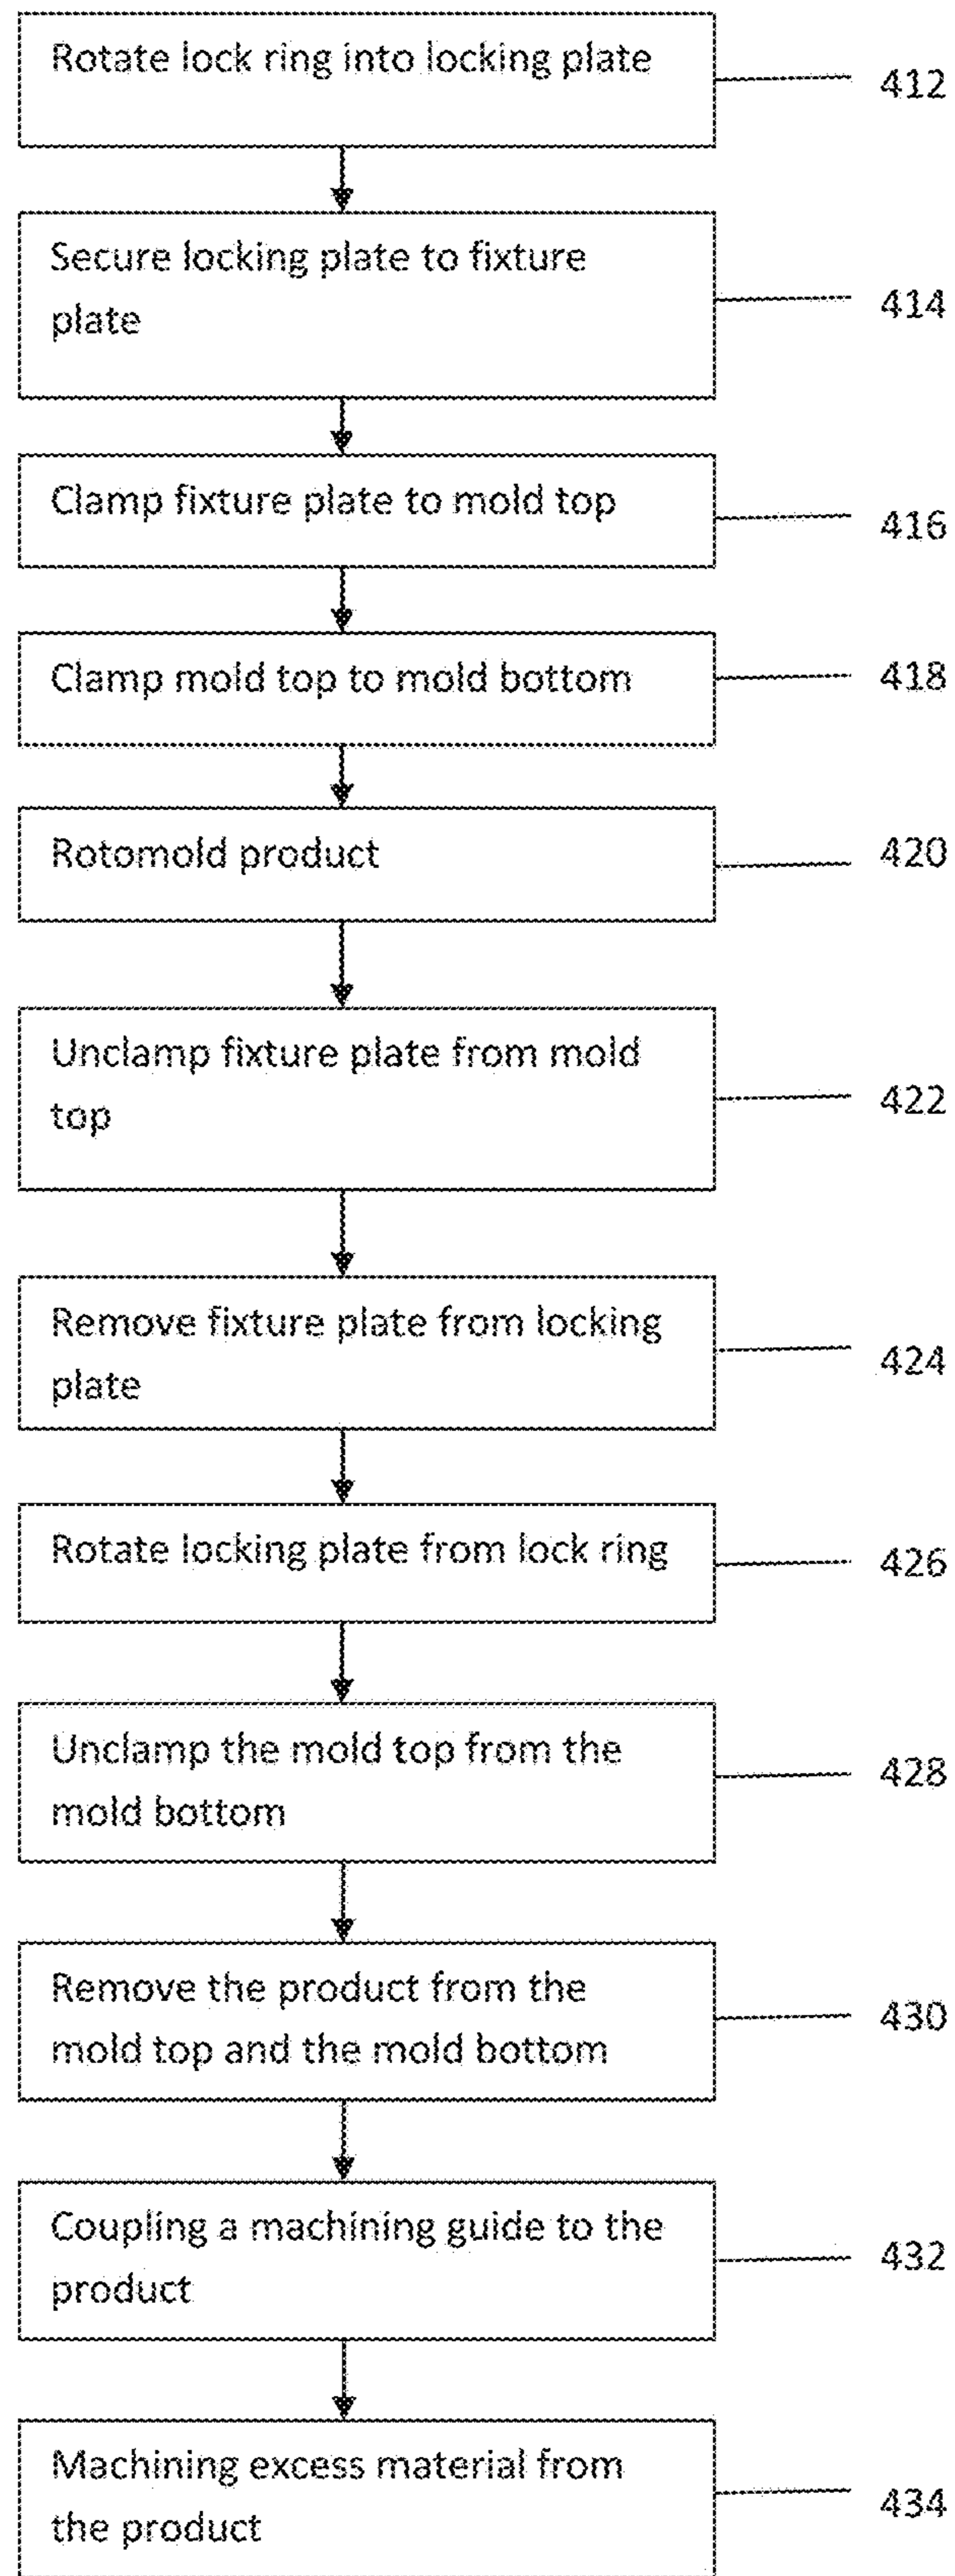 Rotate lock ring into locking plate
412
Secure locking plate to fixture
plate
414
Clamp fixture plate to mold top
416
Clamp mold top to mold bottom
418
Rotomold product
420
Unclamp fixture plate from mold
top
422
Remove fixture plate from locking
plate
424
Rotate locking plate from lock ring
426
Unclamp the mold top from the
mold bottom
428
Remove the product from the
mold top and the mold bottom
430
Coupling a machining guide to the
product
432
Machining excess material from
the product
434